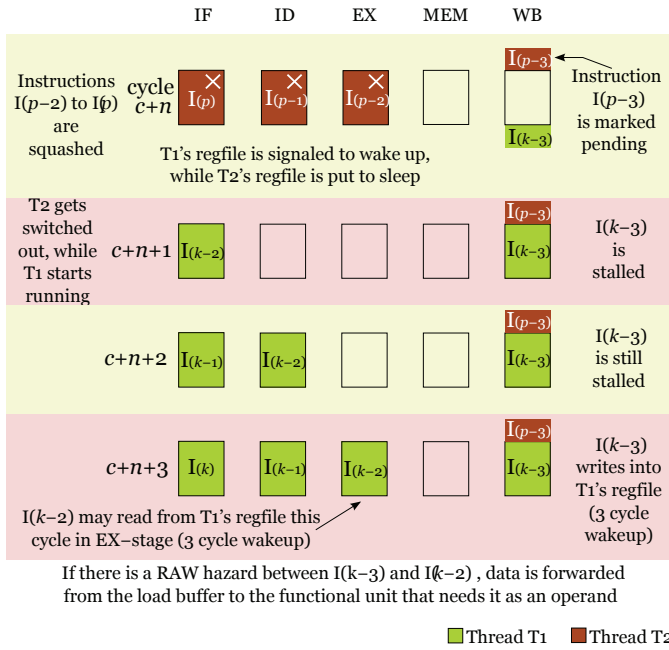 IF ID EX MEM WB
Instructions
I(p−2) to I(p)
are
squashed
cycle
c+n
I(p)
I(p−1)
I(p−2)
I(p−3)
I(k−3)
Instruction
I(p−3)
is marked
pending
T1's regfile is signaled to wake up,
while T2's regfile is put to sleep
T2 gets
switched
out, while
T1 starts
running
c+n+1
I(k−2)
I(p−3)
I(k−3)
I(k−3)
is
stalled
c+n+2
I(k−1)
I(k−2)
I(p−3)
I(k−3)
I(k−3)
is still
stalled
c+n+3
I(k)
I(k−1)
I(k−2)
I(p−3)
I(k−3)
I(k−3)
writes into
T1's regfile
(3 cycle
wakeup)
I(k−2) may read from T1's regfile this
cycle in EX−stage (3 cycle wakeup)
If there is a RAW hazard between I(k−3) and I(k−2) , data is forwarded
from the load buffer to the functional unit that needs it as an operand
Thread T1 Thread T2